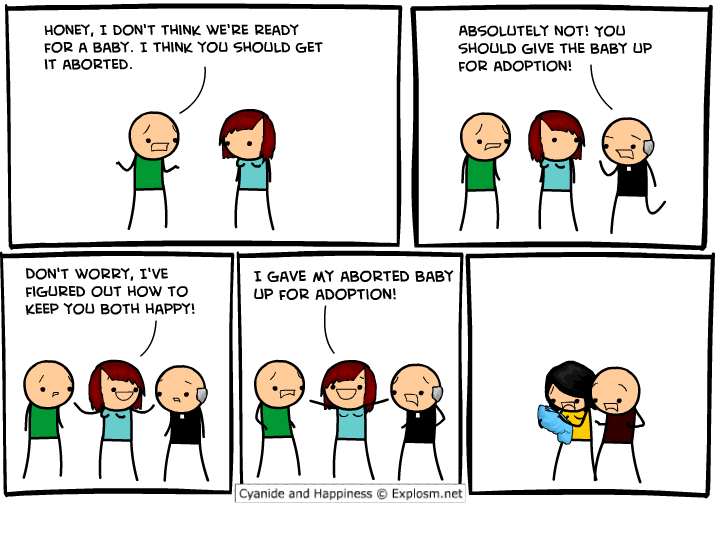 HONEY, I DON'T THINK WE'RE READY
FOR A BABY. I THINK YOU SHOULD GET
IT ABORTED.
ABSOLUTELY NOT! YOU
SHOULD GIVE THE BABY UP
FOR ADOPTION!
DON'T WORRY, I'VE
FIGURED OUT HOW TO
KEEP YOU BOTH HAPPY!
I GAVE MY ABORTED BABY
UP FOR ADOPTION!
Cyanide and Happiness © Explosm.net